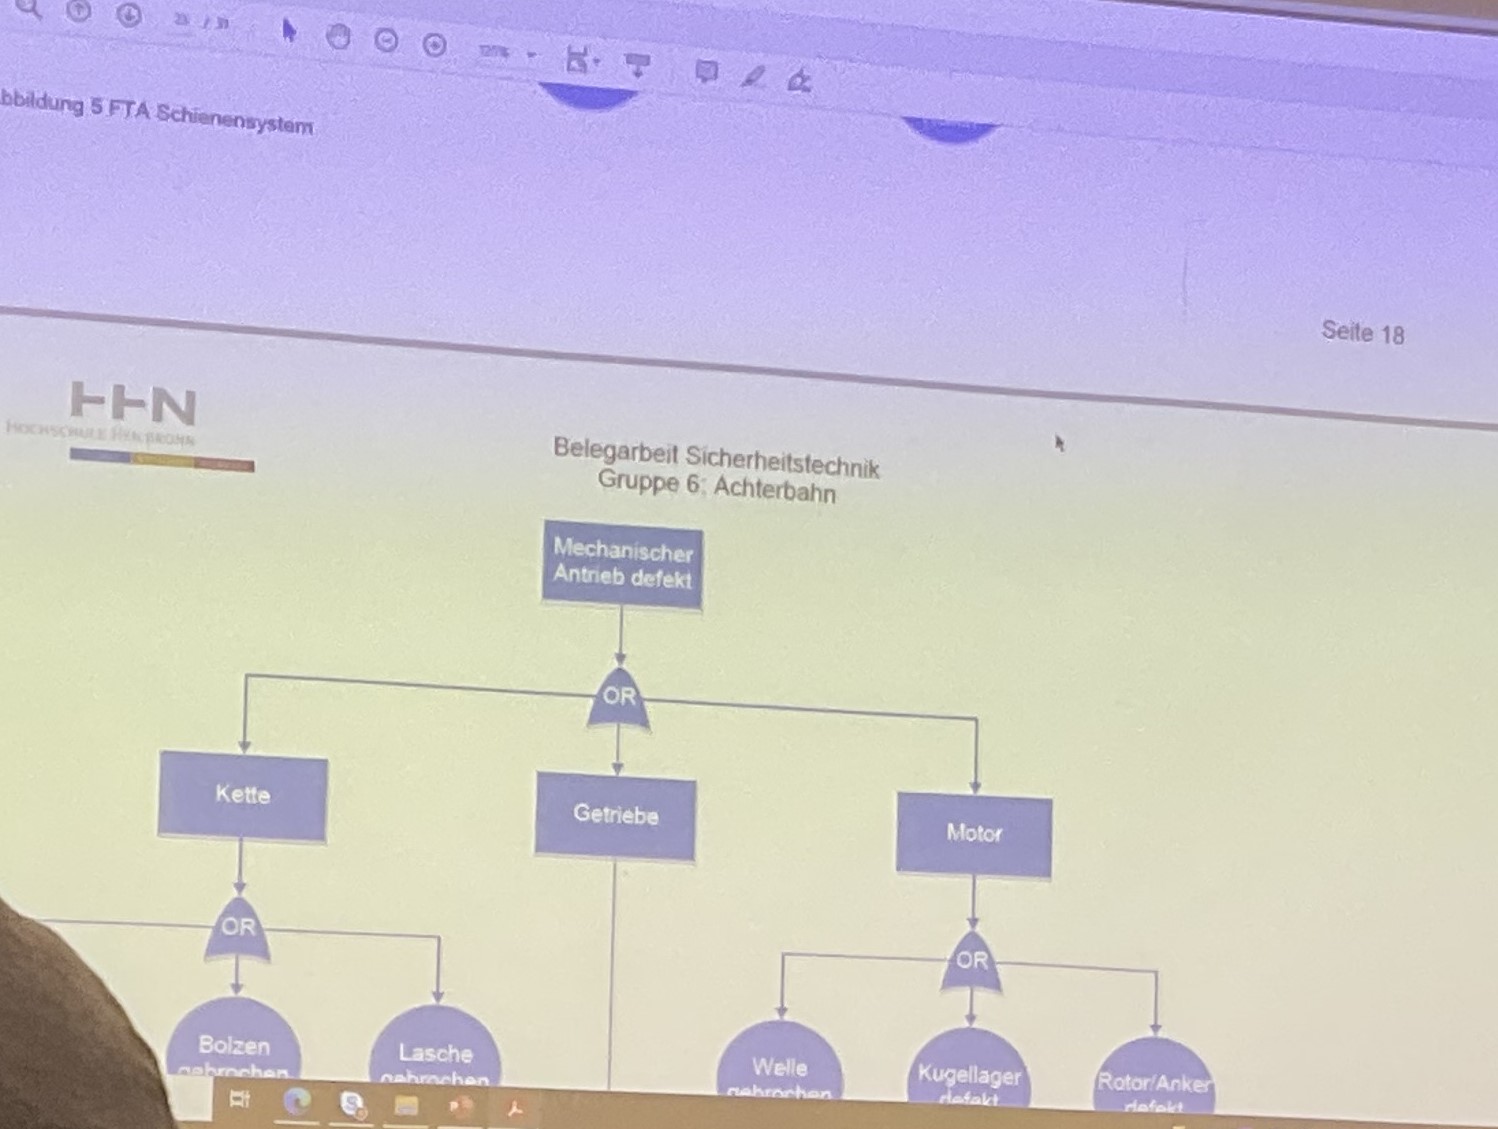 bbildung 5 FTA Schienensystem
Seite 18
HHN
HOCHSCHULE HEILBRONN
Belegarbeit Sicherheitstechnik
Gruppe 6: Achterbahn
Mechanischer
Antrieb defekt
OR
Kette
Getriebe
Motor
OR
OR
Bolzen
gebrochen
Lasche
gebrochen
Welle
gebrochen
Kugellager
defekt
Rotor/Anker
defekt